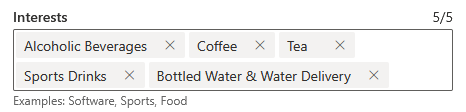 Interests 5/5
Alcoholic Beverages × Coffee × Tea ×
Sports Drinks × Bottled Water & Water Delivery ×
Examples: Software, Sports, Food